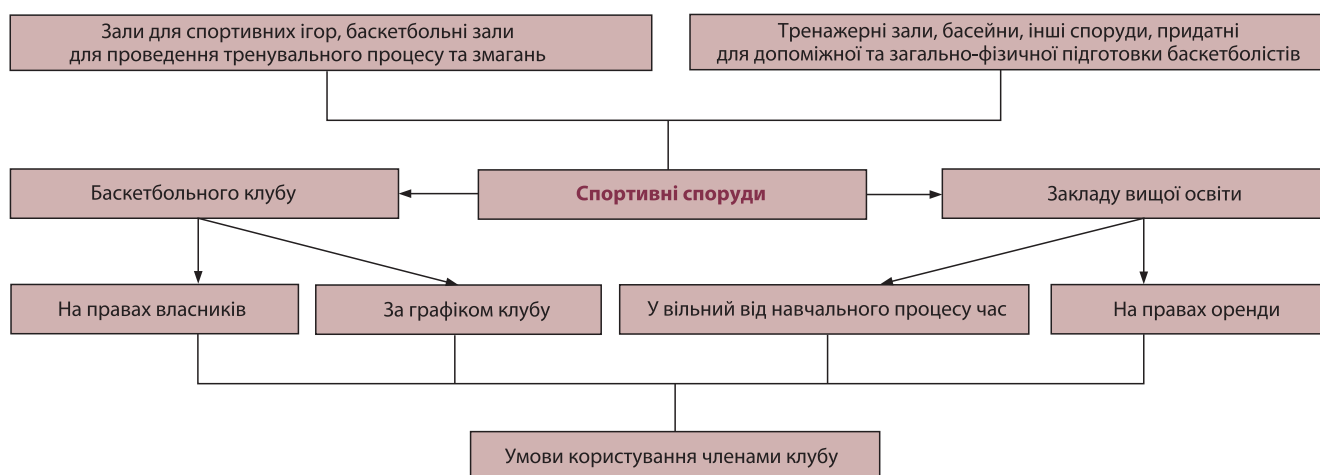 Зали для спортивних ігор, баскетбольні зали
для проведення тренувального процесу та змагань
Тренажерні зали, басейни, інші споруди, придатні
для допоміжної та загально-фізичної підготовки баскетболістів
Баскетбольного клубу
Спортивні споруди
Закладу вищої освіти
На правах власників
За графіком клубу
У вільний від навчального процесу час
На правах оренди
Умови користування членами клубу